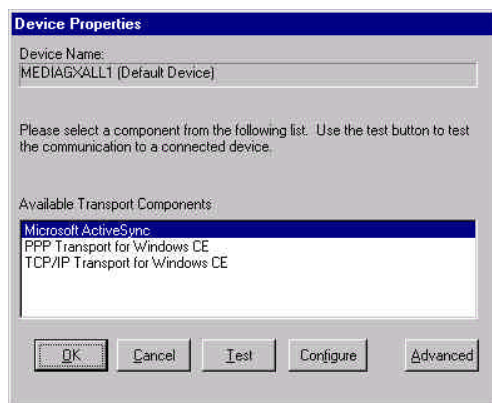 Device Properties
Device Name:
MEDIAGXALL1 (Default Device)
Please select a component from the following list. Use the test button to test
the communication to a connected device.
Available Transport Components
Microsoft ActiveSync
PPP Transport for Windows CE
TCP/IP Transport for Windows CE
OK Cancel Test Configure Advanced